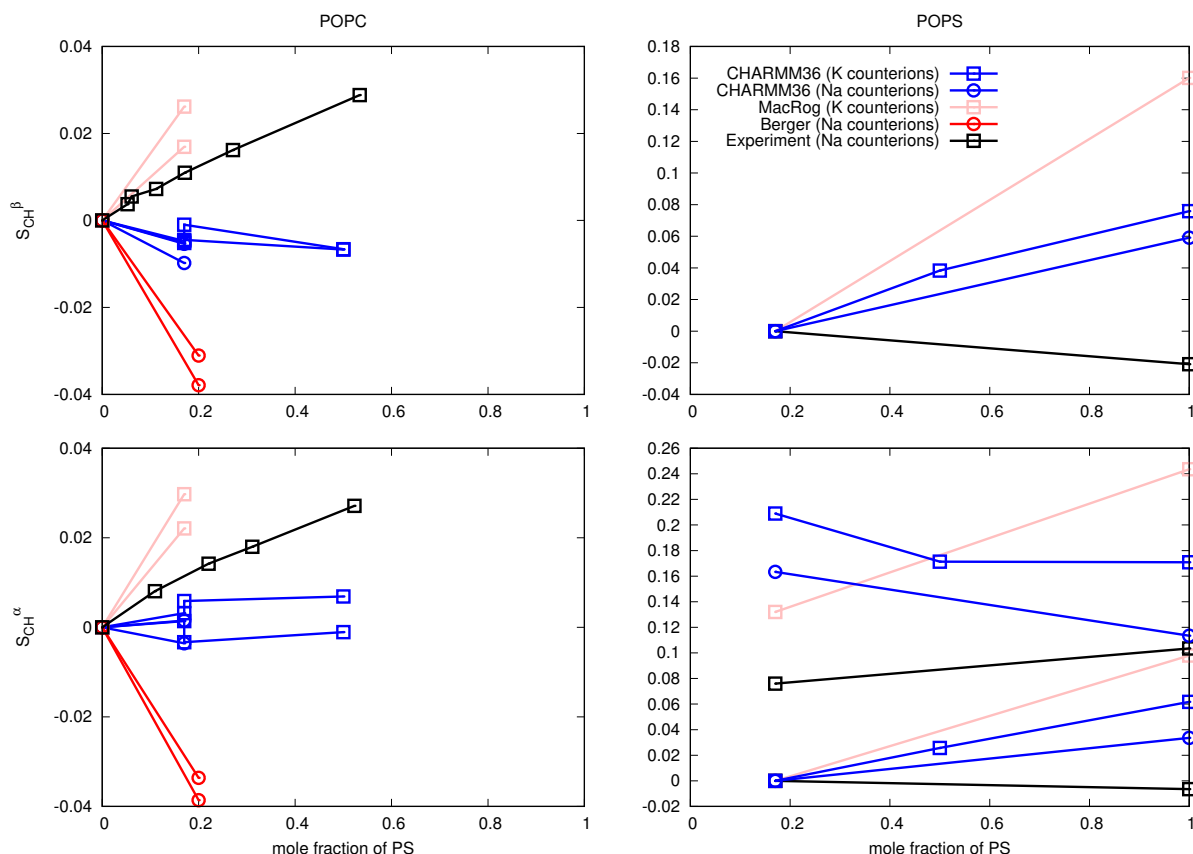 POPC
POPS
0.04
0.02
0
-0.02
-0.04
S_CH^β
0 0.2 0.4 0.6 0.8 1
0.18
0.16
0.14
0.12
0.1
0.08
0.06
0.04
0.02
0
-0.02
-0.04
CHARMM36 (K counterions)
CHARMM36 (Na counterions)
MacRog (K counterions)
Berger (Na counterions)
Experiment (Na counterions)
0 0.2 0.4 0.6 0.8 1
0.04
0.02
0
-0.02
-0.04
S_CH^α
0 0.2 0.4 0.6 0.8 1
mole fraction of PS
0.26
0.24
0.22
0.2
0.18
0.16
0.14
0.12
0.1
0.08
0.06
0.04
0.02
0
-0.02
0 0.2 0.4 0.6 0.8 1
mole fraction of PS